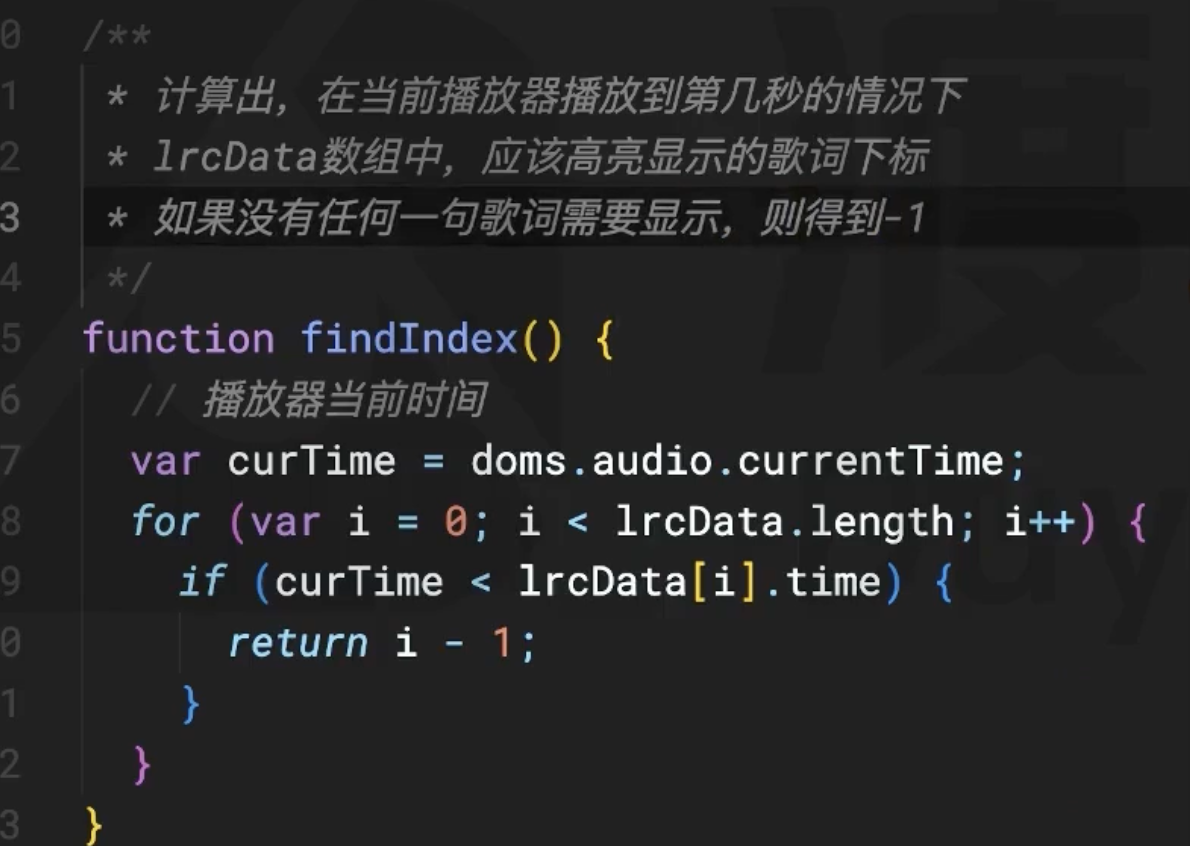 0 /**
1 * 计算出，在当前播放器播放到第几秒的情况下
2 * lrcData数组中，应该高亮显示的歌词下标
3 * 如果没有任何一句歌词需要显示，则得到-1
4 */
5 function findIndex() {
6 // 播放器当前时间
7 var curTime = doms.audio.currentTime;
8 for (var i = 0; i < lrcData.length; i++) {
9 if (curTime < lrcData[i].time) {
0 return i - 1;
1 }
2 }
3 }